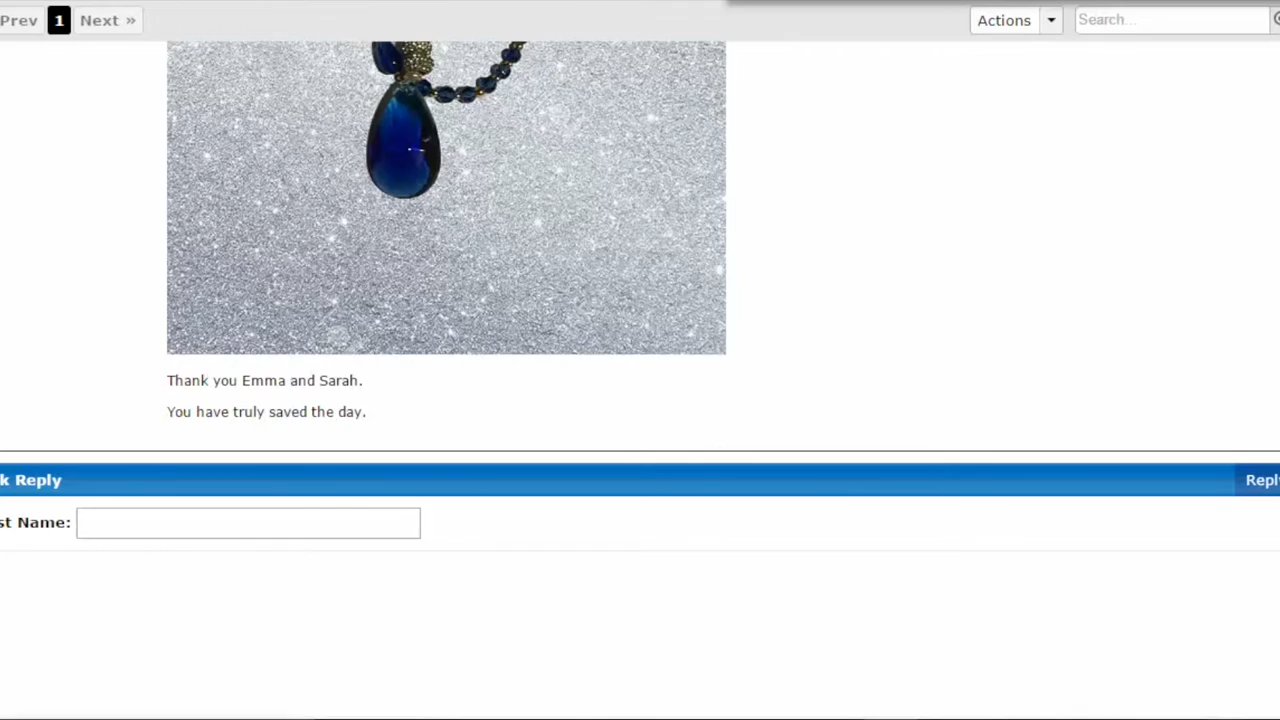 Prev 1 Next »
Actions
Search...
Thank you Emma and Sarah.
You have truly saved the day.
k Reply
Reply
st Name: